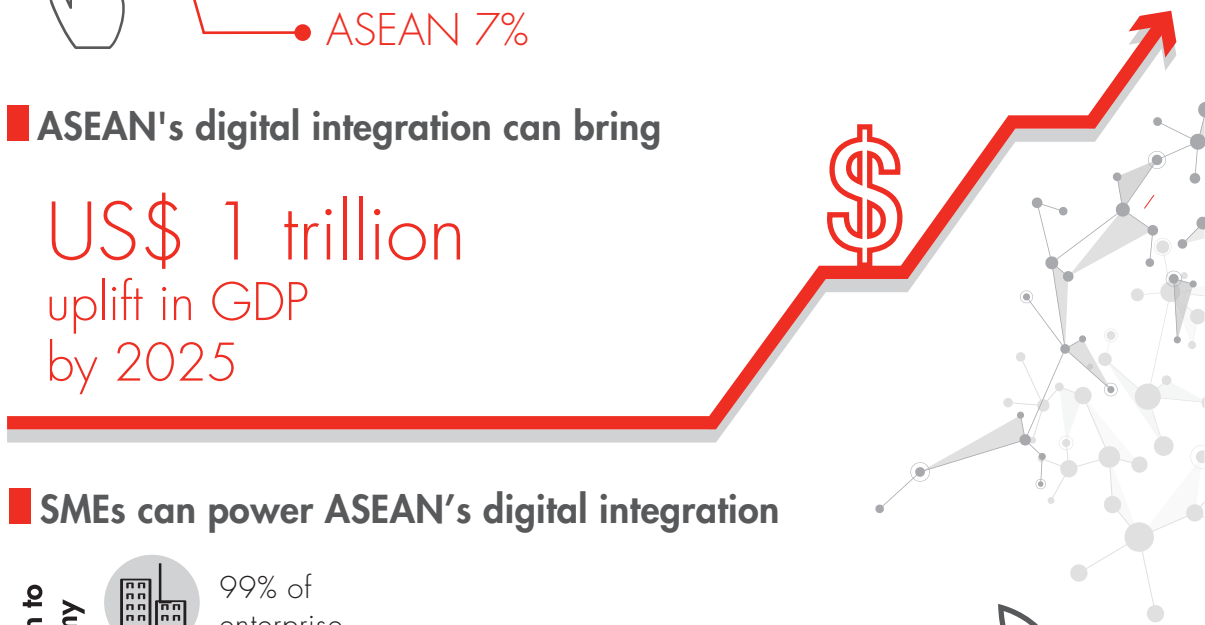 ASEAN 7%
ASEAN's digital integration can bring
US$ 1 trillion
uplift in GDP
by 2025
$
SMEs can power ASEAN’s digital integration
99% of
enterprise